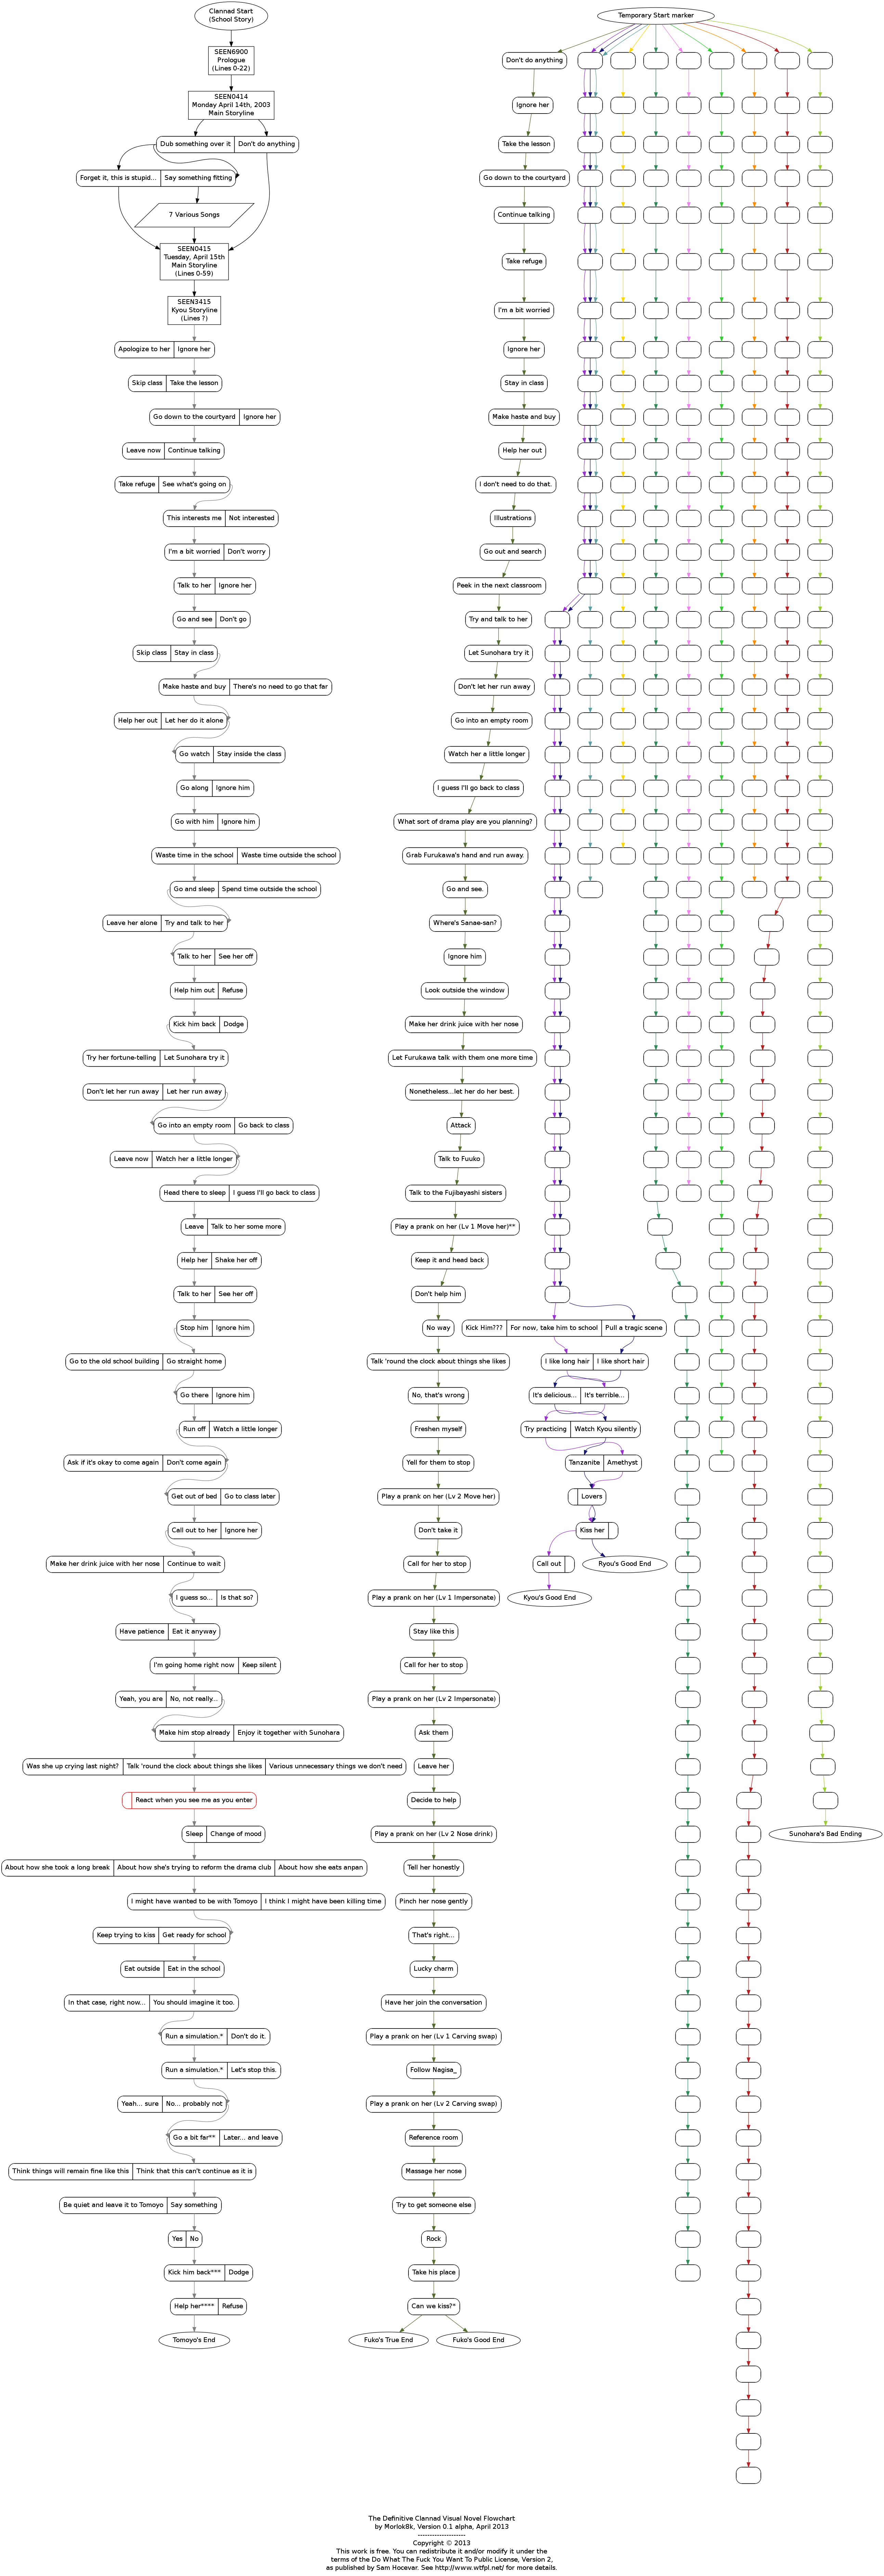 Clannad Start
(School Story)
SEEN6900
Prologue
(Lines 0-22)
SEEN0414
Monday April 14th, 2003
Main Storyline
Dub something over it
Don't do anything
Forget it, this is stupid...
Say something fitting
7 Various Songs
SEEN0415
Tuesday, April 15th
Main Storyline
(Lines 0-59)
SEEN3415
Kyou Storyline
(Lines ?)
Apologize to her
Ignore her
Skip class
Take the lesson
Go down to the courtyard
Ignore her
Leave now
Continue talking
Take refuge
See what's going on
This interests me
Not interested
I'm a bit worried
Don't worry
Talk to her
Ignore her
Go and see
Don't go
Skip class
Stay in class
Make haste and buy
There's no need to go that far
Help her out
Let her do it alone
Go watch
Stay inside the class
Go along
Ignore him
Go with him
Ignore him
Waste time in the school
Waste time outside the school
Go and sleep
Spend time outside the school
Leave her alone
Try and talk to her
Talk to her
See her off
Help him out
Refuse
Kick him back
Dodge
Try her fortune-telling
Let Sunohara try it
Don't let her run away
Let her run away
Go into an empty room
Go back to class
Leave now
Watch her a little longer
Head there to sleep
I guess I'll go back to class
Leave
Talk to her some more
Help her
Shake her off
Talk to her
See her off
Stop him
Ignore him
Go to the old school building
Go straight home
Go there
Ignore him
Run off
Watch a little longer
Ask if it's okay to come again
Don't come again
Get out of bed
Go to class later
Call out to her
Ignore her
Make her drink juice with her nose
Continue to wait
I guess so...
Is that so?
Have patience
Eat it anyway
I'm going home right now
Keep silent
Yeah, you are
No, not really...
Make him stop already
Enjoy it together with Sunohara
Was she up crying last night?
Talk 'round the clock about things she likes
Various unnecessary things we don't need
React when you see me as you enter
Sleep
Change of mood
About how she took a long break
About how she's trying to reform the drama club
About how she eats anpan
I might have wanted to be with Tomoyo
I think I might have been killing time
Keep trying to kiss
Get ready for school
Eat outside
Eat in the school
In that case, right now...
You should imagine it too.
Run a simulation.*
Don't do it.
Run a simulation.*
Let's stop this.
Yeah... sure
No... probably not
Go a bit far**
Later... and leave
Think things will remain fine like this
Think that this can't continue as it is
Be quiet and leave it to Tomoyo
Say something
Yes
No
Kick him back***
Dodge
Help her****
Refuse
Tomoyo's End
Temporary Start marker
Don't do anything
Ignore her
Take the lesson
Go down to the courtyard
Continue talking
Take refuge
I'm a bit worried
Ignore her
Stay in class
Make haste and buy
Help her out
I don't need to do that.
Illustrations
Go out and search
Peek in the next classroom
Try and talk to her
Let Sunohara try it
Don't let her run away
Go into an empty room
Watch her a little longer
I guess I'll go back to class
What sort of drama play are you planning?
Grab Furukawa's hand and run away.
Go and see.
Where's Sanae-san?
Ignore him
Look outside the window
Make her drink juice with her nose
Let Furukawa talk with them one more time
Nonetheless...let her do her best.
Attack
Talk to Fuuko
Talk to the Fujibayashi sisters
Play a prank on her (Lv 1 Move her)**
Keep it and head back
Don't help him
No way
Talk 'round the clock about things she likes
No, that's wrong
Freshen myself
Yell for them to stop
Play a prank on her (Lv 2 Move her)
Don't take it
Call for her to stop
Play a prank on her (Lv 1 Impersonate)
Stay like this
Call for her to stop
Play a prank on her (Lv 2 Impersonate)
Ask them
Leave her
Decide to help
Play a prank on her (Lv 2 Nose drink)
Tell her honestly
Pinch her nose gently
That's right...
Lucky charm
Have her join the conversation
Play a prank on her (Lv 1 Carving swap)
Follow Nagisa_
Play a prank on her (Lv 2 Carving swap)
Reference room
Massage her nose
Try to get someone else
Rock
Take his place
Can we kiss?*
Fuko's True End
Fuko's Good End
Kick Him???
For now, take him to school
Pull a tragic scene
I like long hair
I like short hair
It's delicious...
It's terrible...
Try practicing
Watch Kyou silently
Tanzanite
Amethyst
Lovers
Kiss her
Call out
Ryou's Good End
Kyou's Good End
Sunohara's Bad Ending
The Definitive Clannad Visual Novel Flowchart
by Morlok8k, Version 0.1 alpha, April 2013
--------------------
Copyright © 2013
This work is free. You can redistribute it and/or modify it under the
terms of the Do What The Fuck You Want To Public License, Version 2,
as published by Sam Hocevar. See http://www.wtfpl.net/ for more details.